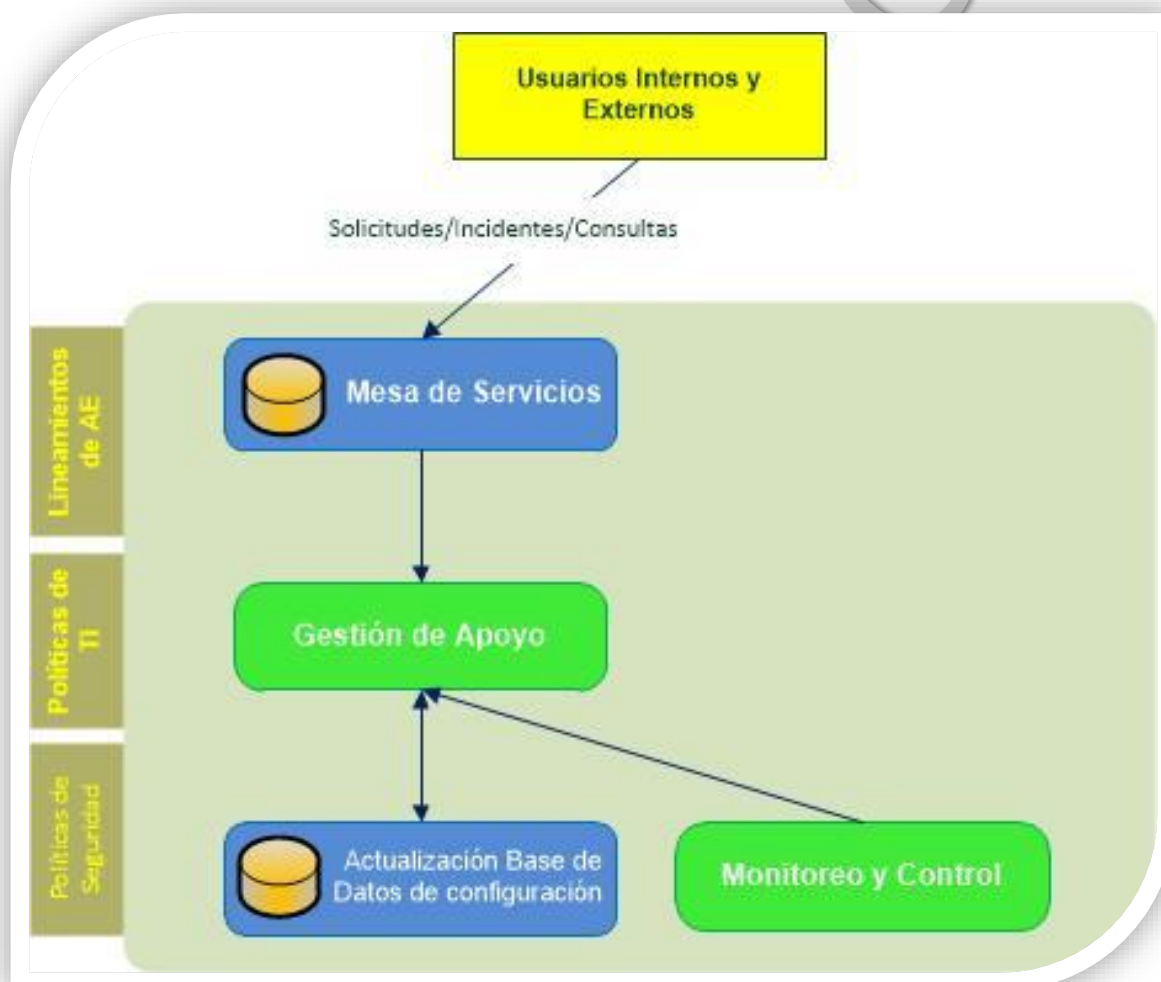 Usuarios Internos y
Externos
Solicitudes/Incidentes/Consultas
Lineamientos
de AE
Mesa de Servicios
Políticas de
TI
Gestión de Apoyo
Políticas de
Seguridad
Actualización Base de
Datos de configuración
Monitoreo y Control